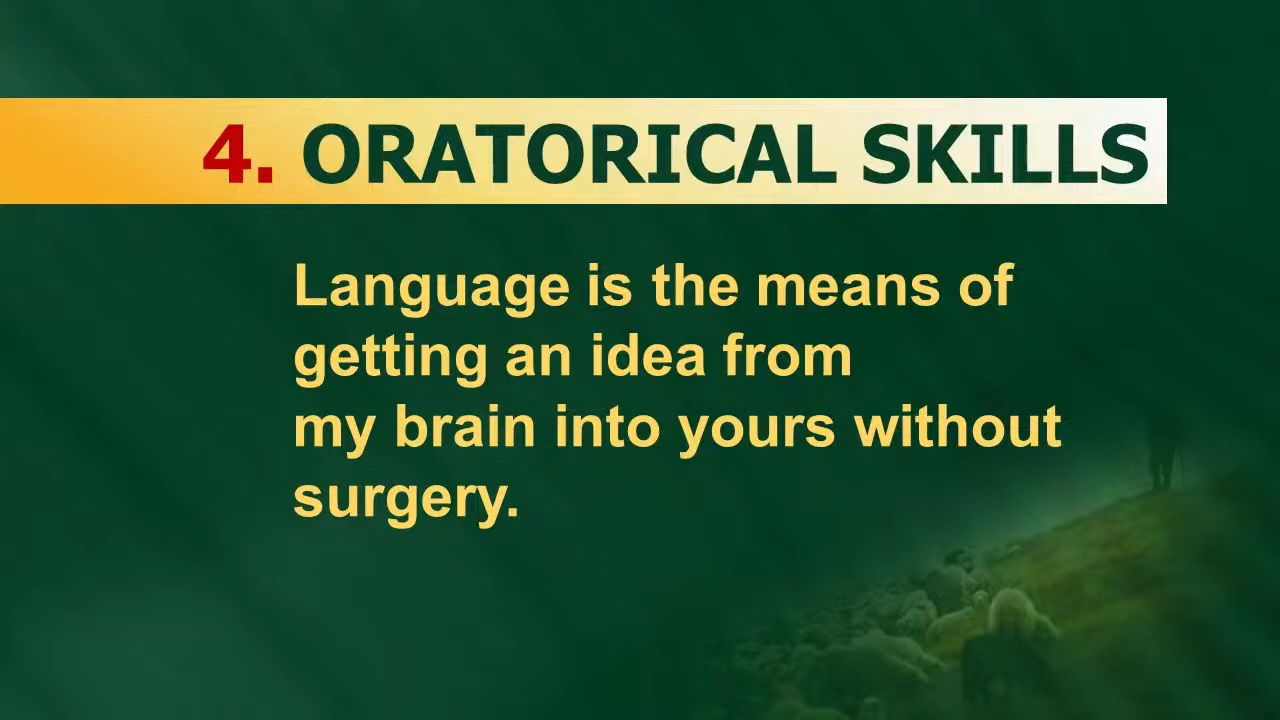 4. ORATORICAL SKILLS
Language is the means of
getting an idea from
my brain into yours without
surgery.